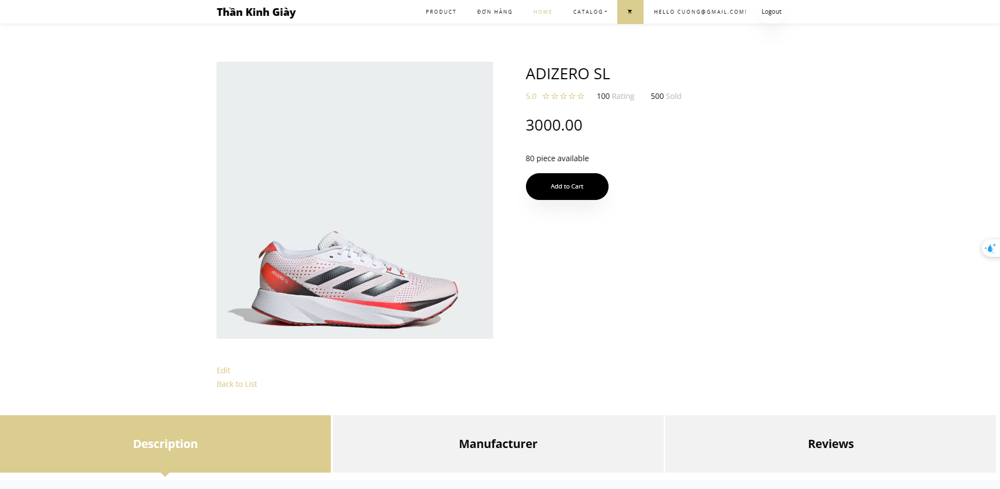 Thần Kinh Giày
PRODUCT
ĐƠN HÀNG
HOME
CATALOG
HELLO CUONG@GMAIL.COM!
Logout
ADIZERO SL
5.0 ☆☆☆☆☆ 100 Rating 500 Sold
3000.00
80 piece available
Add to Cart
ADIZERO SL
Edit
Back to List
Description
Manufacturer
Reviews